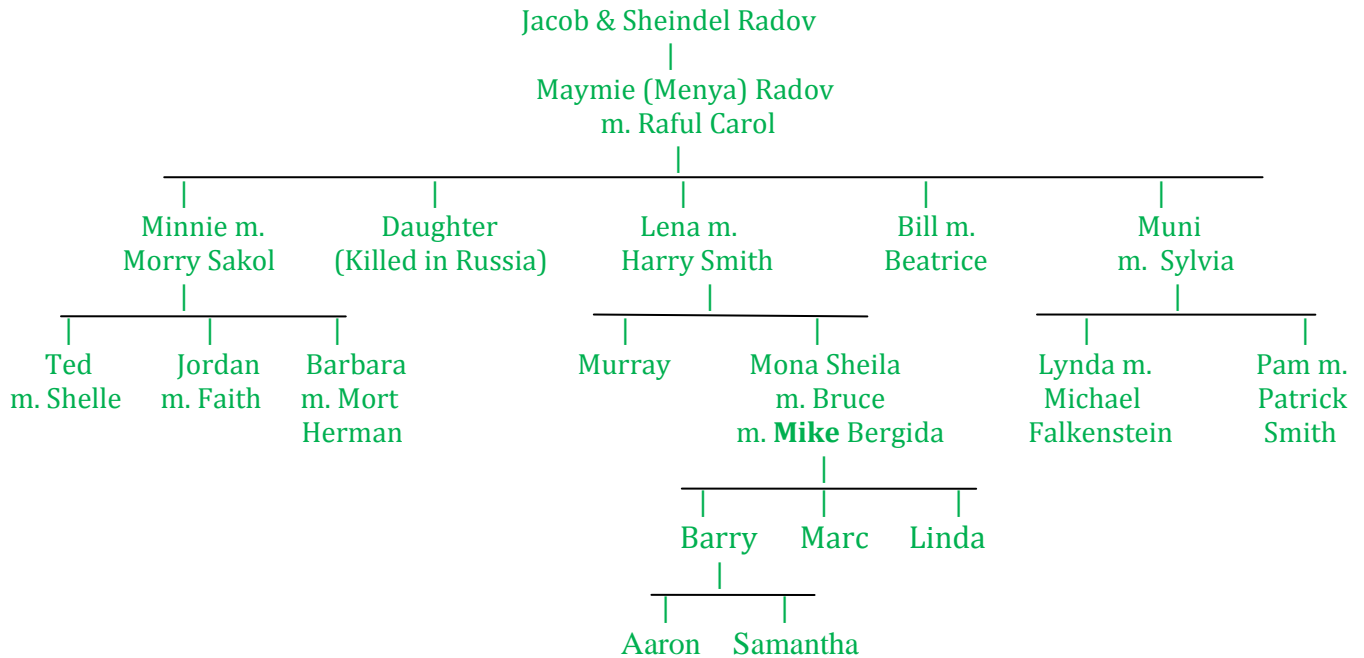 Jacob & Sheindel Radov
Maymie (Menya) Radov
m. Raful Carol
Minnie m.
Morry Sakol
Daughter
(Killed in Russia)
Lena m.
Harry Smith
Bill m.
Beatrice
Muni
m. Sylvia
Ted
m. Shelle
Jordan
m. Faith
Barbara
m. Mort
Herman
Murray
Mona Sheila
m. Bruce
m. Mike Bergida
Lynda m.
Michael
Falkenstein
Pam m.
Patrick
Smith
Barry
Marc
Linda
Aaron
Samantha